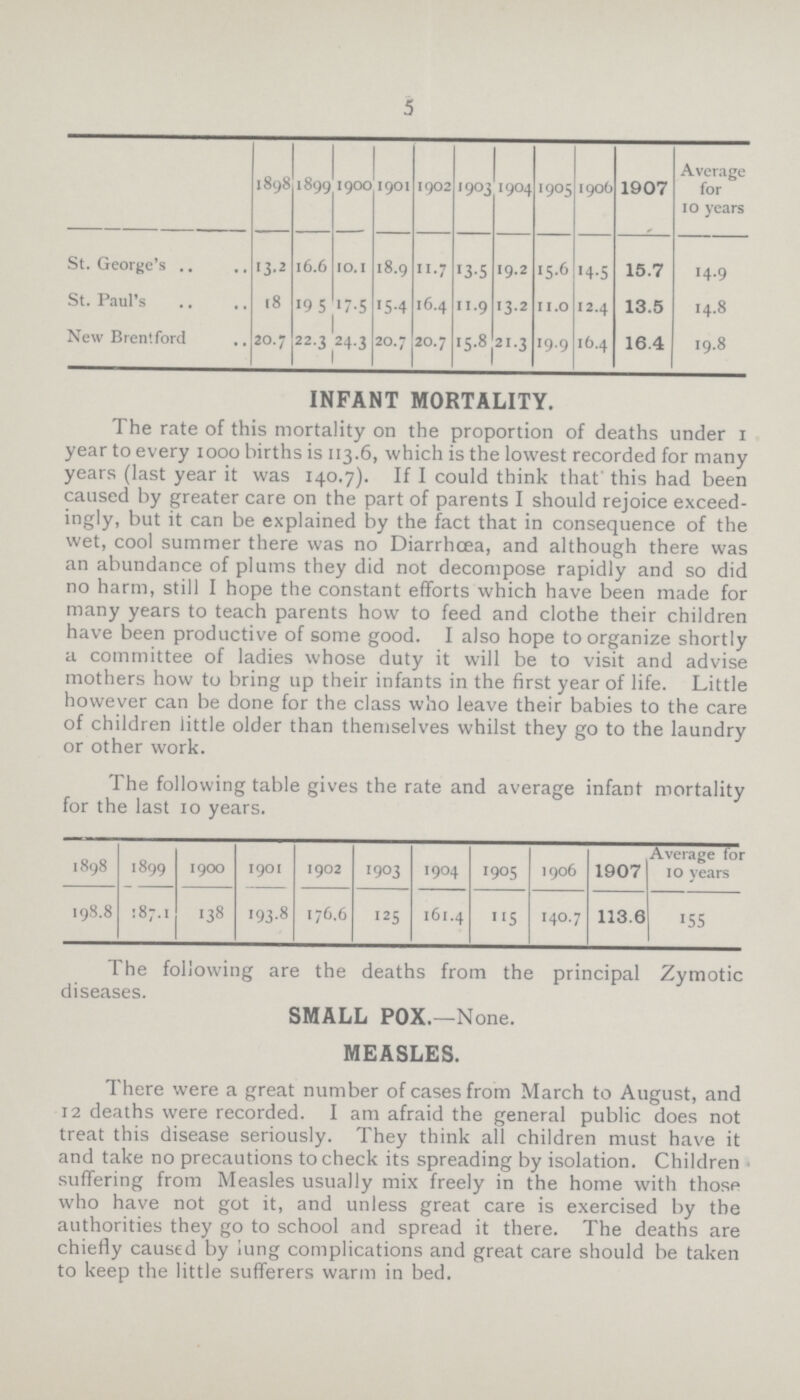 5
1898 1899 1900 1901 1902 1903 1904 1905 1906 1907 Average for 10 years
St. George's .. .. 13.2 16.6 10.1 18.9 11.7 13.5 19.2 15.6 14.5 15.7 14.9
St. Paul's .. .. 18 19 5 17.5 15.4 16.4 11.9 13.2 11.0 12.4 13.5 14.8
New Brentford .. 20.7 22.3 24.3 20.7 20.7 15.8 21.3 19.9 16.4 16.4 19.8
INFANT MORTALITY.
The rate of this mortality on the proportion of deaths under 1
year to every 1000 births is 113.6, which is the lowest recorded for many
years (last year it was 140.7). If I could think that this had been
caused by greater care on the part of parents I should rejoice exceed-
ingly, but it can be explained by the fact that in consequence of the
wet, cool summer there was no Diarrhœa, and although there was
an abundance of plums they did not decompose rapidly and so did
no harm, still I hope the constant efforts which have been made for
many years to teach parents how to feed and clothe their children
have been productive of some good. I also hope to organize shortly
a committee of ladies whose duty it will be to visit and advise
mothers how to bring up their infants in the first year of life. Little
however can be done for the class who leave their babies to the care
of children little older than themselves whilst they go to the laundry
or other work.
The following table gives the rate and average infant mortality
for the last 10 years.
1898 1899 1900 1901 1902 1903 1904 1905 1906 1907 Average for 10 years
198.8 187.1 138 193.8 176.6 125 161.4 115 140.7 113.6 155
The following are the deaths from the principal Zymotic
diseases.
SMALL POX.—None.
MEASLES.
There were a great number of cases from March to August, and
12 deaths were recorded. I am afraid the general public does not
treat this disease seriously. They think all children must have it
and take no precautions to check its spreading by isolation. Children
suffering from Measles usually mix freely in the home with those
who have not got it, and unless great care is exercised by the
authorities they go to school and spread it there. The deaths are
chiefly caused by lung complications and great care should be taken
to keep the little sufferers warm in bed.